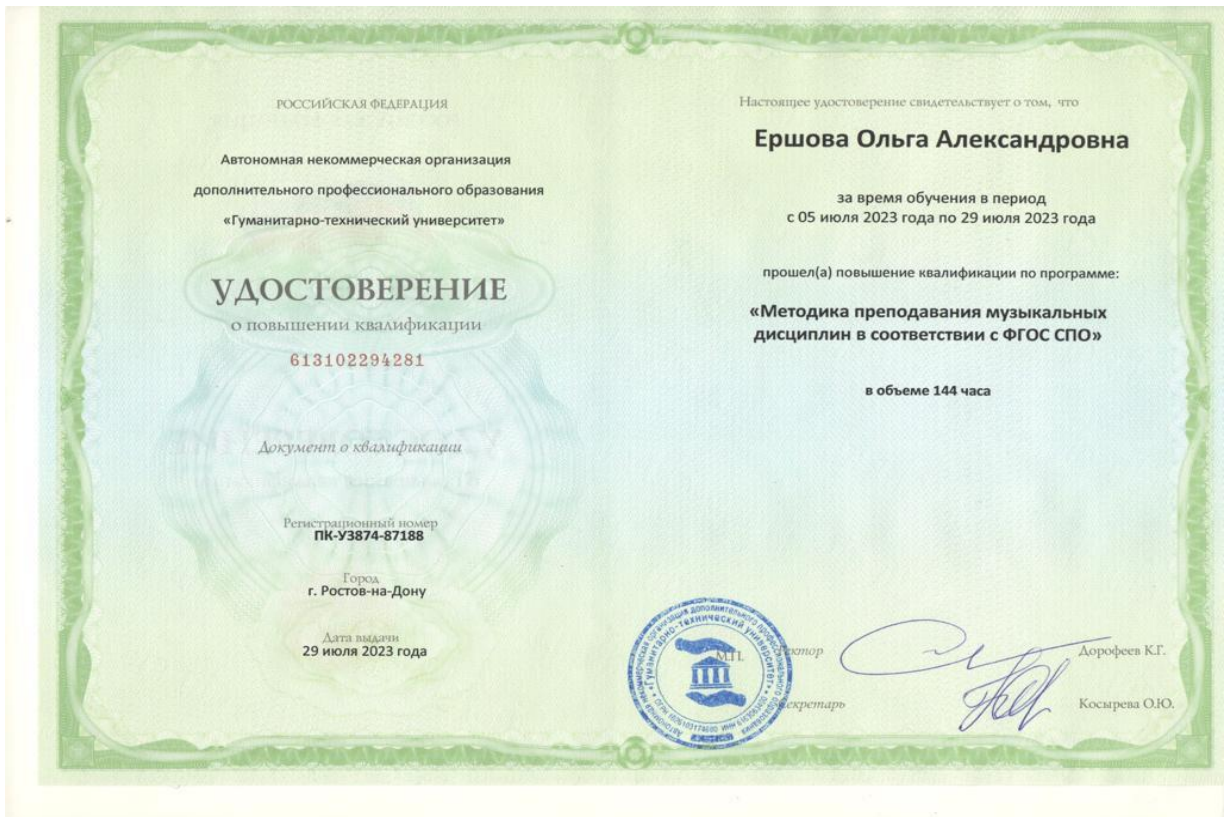 РОССИЙСКАЯ ФЕДЕРАЦИЯ
Автономная некоммерческая организация
дополнительного профессионального образования
«Гуманитарно-технический университет»
УДОСТОВЕРЕНИЕ
о повышении квалификации
613102294281
Документ о квалификации
Регистрационный номер
ПК-У3874-87188
Город
г. Ростов-на-Дону
Дата выдачи
29 июля 2023 года
Настоящее удостоверение свидетельствует о том, что
Ершова Ольга Александровна
за время обучения в период
с 05 июля 2023 года по 29 июля 2023 года
прошел(а) повышение квалификации по программе:
«Методика преподавания музыкальных
дисциплин в соответствии с ФГОС СПО»
в объеме 144 часа
М.П.
Дорофеев К.Г.
Косырева О.Ю.
«Гуманитарно-технический университет»